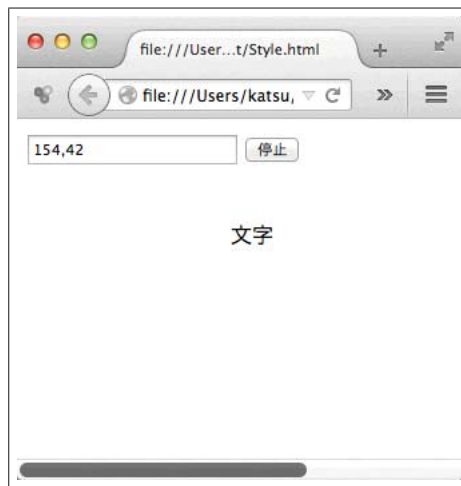 file:///User...t/Style.html
file:///Users/katsu,
154,42 停止
文字